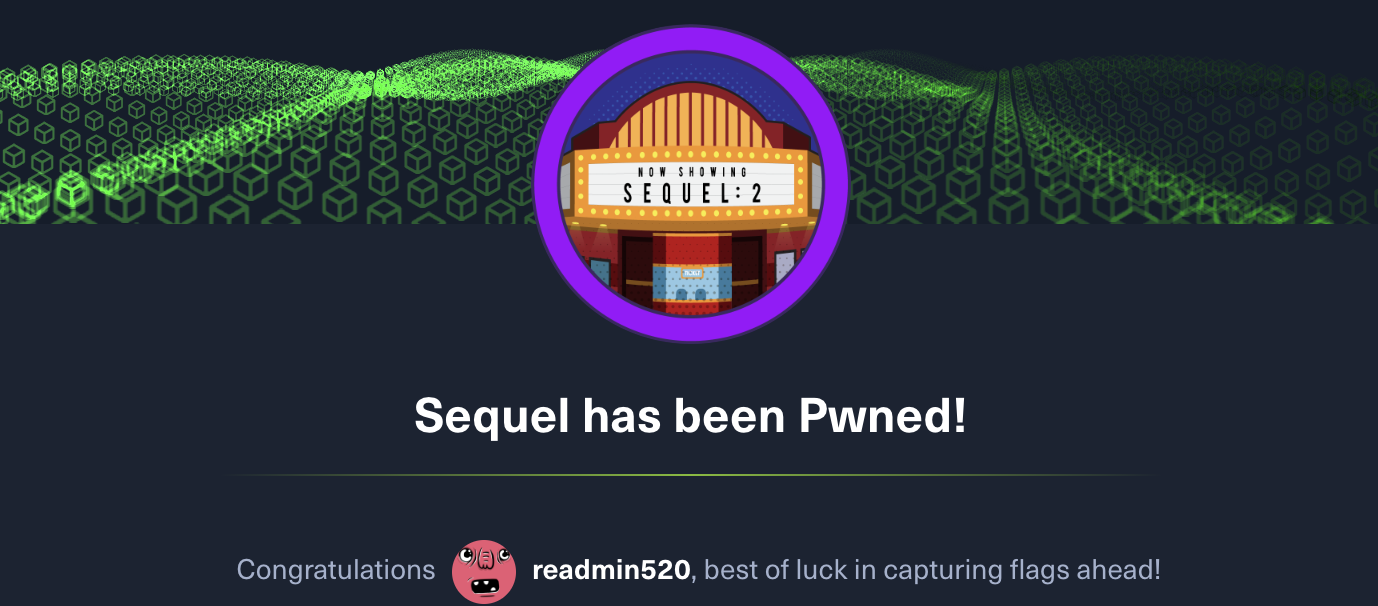 NOW SHOWING
SEQUEL: 2
TICKET
Sequel has been Pwned!
Congratulations readmin520, best of luck in capturing flags ahead!